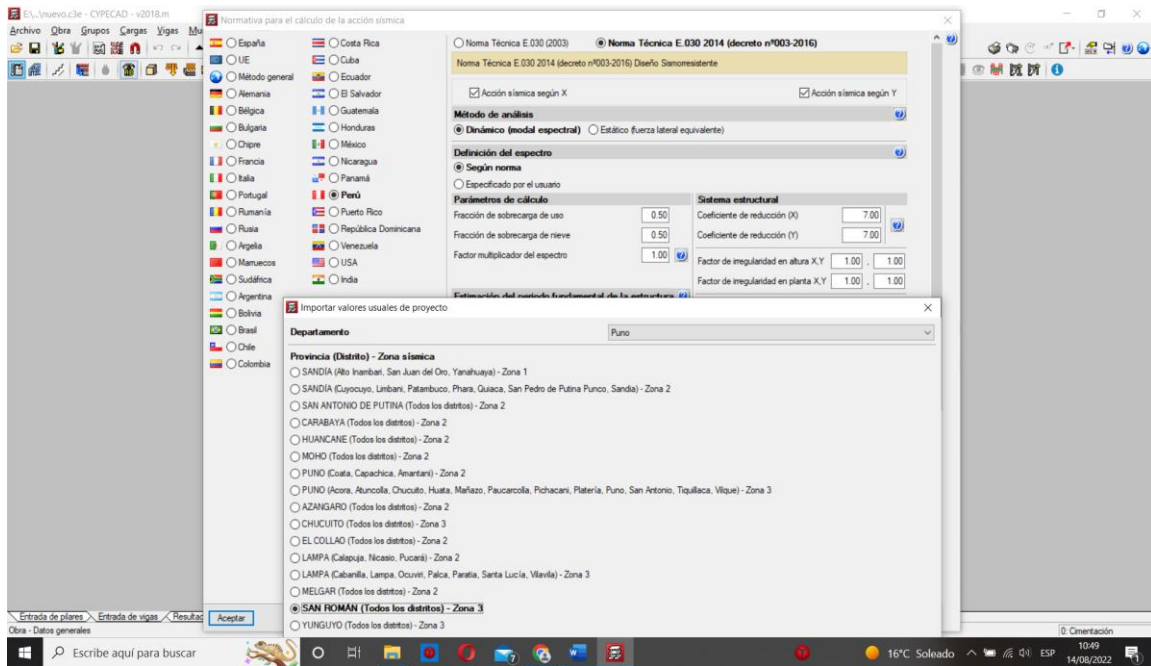 E:\...\nuevo.c3e - CYPECAD - v2018.m
Archivo Obra Grupos Cargas Vigas Mu
Normativa para el cálculo de la acción sísmica
España
UE
Método general
Alemania
Bélgica
Bulgaria
Chipre
Francia
Italia
Portugal
Rumanía
Rusia
Argelia
Marruecos
Sudáfrica
Argentina
Bolivia
Brasil
Chile
Colombia
Costa Rica
Cuba
Ecuador
El Salvador
Guatemala
Honduras
México
Nicaragua
Panamá
Perú
Puerto Rico
República Dominicana
Venezuela
USA
India
Norma Técnica E.030 (2003) Norma Técnica E.030 2014 (decreto nº003-2016)
Norma Técnica E.030 2014 (decreto nº003-2016) Diseño Sismorresistente
Acción sísmica según X Acción sísmica según Y
Método de análisis
Dinámico (modal espectral) Estático (fuerza lateral equivalente)
Definición del espectro
Según norma
Especificado por el usuario
Parámetros de cálculo
Fracción de sobrecarga de uso 0.50
Fracción de sobrecarga de nieve 0.50
Factor multiplicador del espectro 1.00
Sistema estructural
Coeficiente de reducción (X) 7.00
Coeficiente de reducción (Y) 7.00
Factor de irregularidad en altura X,Y 1.00 , 1.00
Factor de irregularidad en planta X,Y 1.00 , 1.00
Estimación del periodo fundamental de la estructura
Importar valores usuales de proyecto
Departamento Puno
Provincia (Distrito) - Zona sísmica
SANDÍA (Alto Inambari, San Juan del Oro, Yanahuaya) - Zona 1
SANDÍA (Cuyocuyo, Limbani, Patambuco, Phara, Quiaca, San Pedro de Putina Punco, Sandia) - Zona 2
SAN ANTONIO DE PUTINA (Todos los distritos) - Zona 2
CARABAYA (Todos los distritos) - Zona 2
HUANCANE (Todos los distritos) - Zona 2
MOHO (Todos los distritos) - Zona 2
PUNO (Coata, Capachica, Amantani) - Zona 2
PUNO (Acora, Atuncolla, Chucuito, Huata, Mañazo, Paucarcolla, Pichacani, Platería, Puno, San Antonio, Tiquillaca, Vilque) - Zona 3
AZANGARO (Todos los distritos) - Zona 2
CHUCUITO (Todos los distritos) - Zona 3
EL COLLAO (Todos los distritos) - Zona 2
LAMPA (Calapuja, Nicasio, Pucará) - Zona 2
LAMPA (Cabanilla, Lampa, Ocuviri, Palca, Paratia, Santa Lucía, Vilavila) - Zona 3
MELGAR (Todos los distritos) - Zona 2
SAN ROMÁN (Todos los distritos) - Zona 3
YUNGUYO (Todos los distritos) - Zona 3
Aceptar
Entrada de pilares Entrada de vigas Resultad
Obra - Datos generales
0: Cimentación
Escribe aquí para buscar
7
16°C Soleado
ESP
10:49
14/08/2022